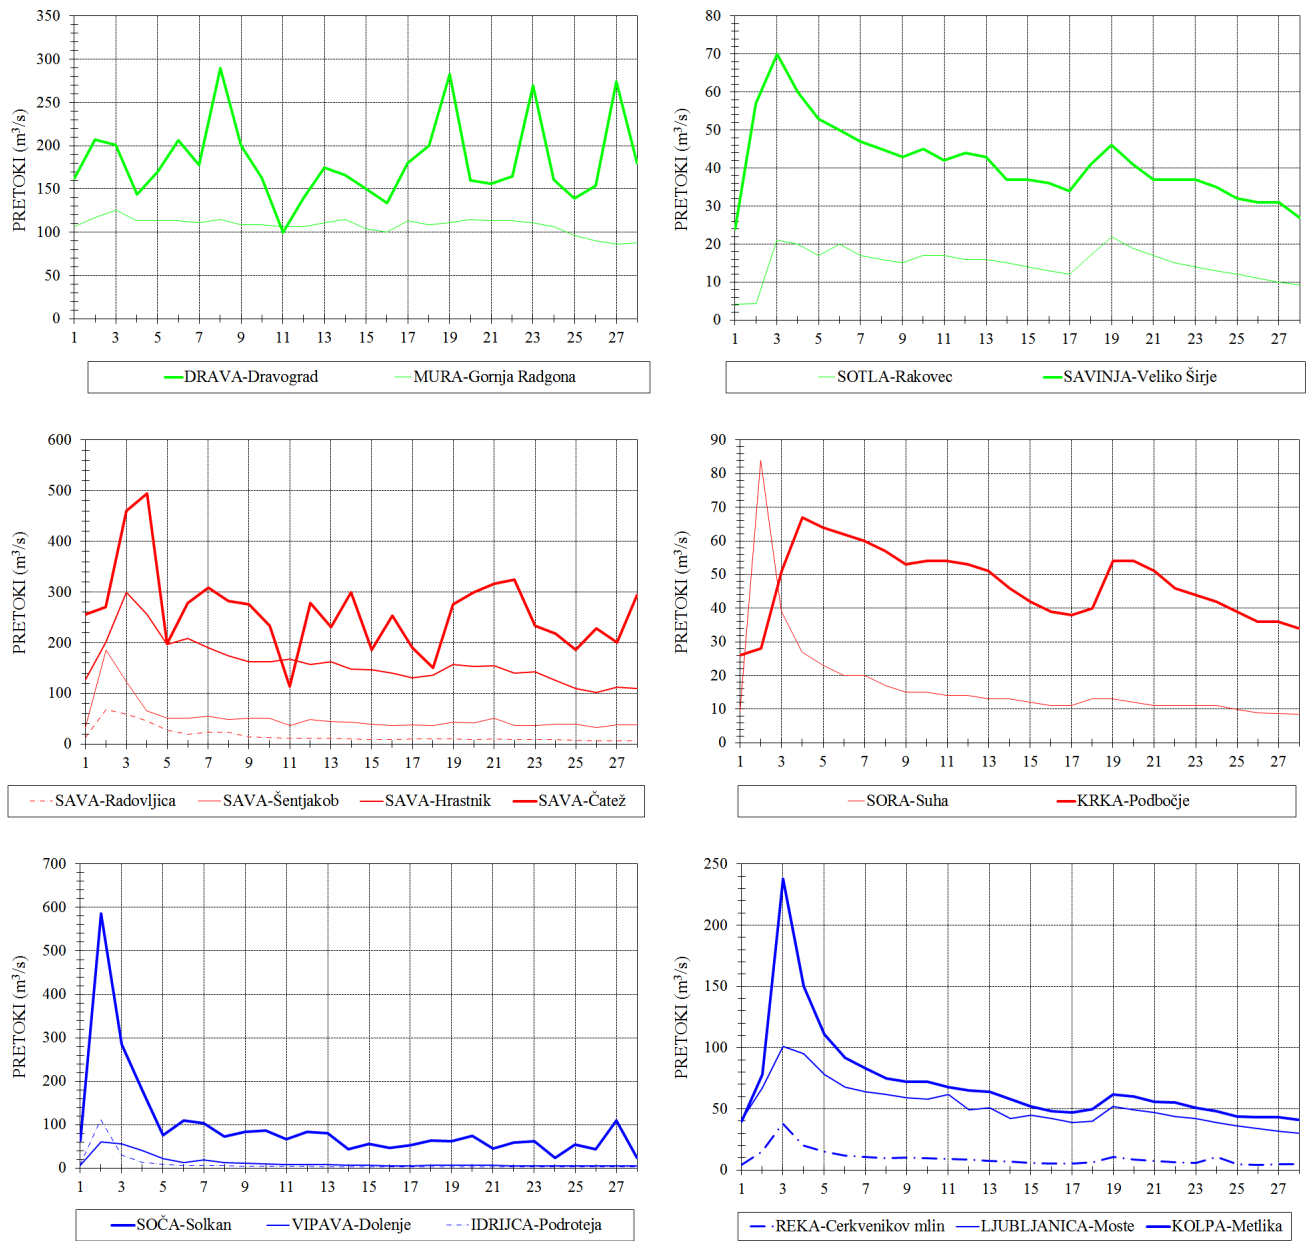 PRETOKI (m³/s)
350
300
250
200
150
100
50
0
1 3 5 7 9 11 13 15 17 19 21 23 25 27
DRAVA-Dravograd MURA-Gornja Radgona
PRETOKI (m³/s)
80
70
60
50
40
30
20
10
0
1 3 5 7 9 11 13 15 17 19 21 23 25 27
SOTLA-Rakovec SAVINJA-Veliko Širje
PRETOKI (m³/s)
600
500
400
300
200
100
0
1 3 5 7 9 11 13 15 17 19 21 23 25 27
SAVA-Radovljica SAVA-Šentjakob SAVA-Hrastnik SAVA-Čatež
PRETOKI (m³/s)
90
80
70
60
50
40
30
20
10
0
1 3 5 7 9 11 13 15 17 19 21 23 25 27
SORA-Suha KRKA-Podbočje
PRETOKI (m³/s)
700
600
500
400
300
200
100
0
1 3 5 7 9 11 13 15 17 19 21 23 25 27
SOČA-Solkan VIPAVA-Dolenje IDRIJCA-Podroteja
PRETOKI (m³/s)
250
200
150
100
50
0
1 3 5 7 9 11 13 15 17 19 21 23 25 27
REKA-Cerkvenikov mlin LJUBLJANICA-Moste KOLPA-Metlika